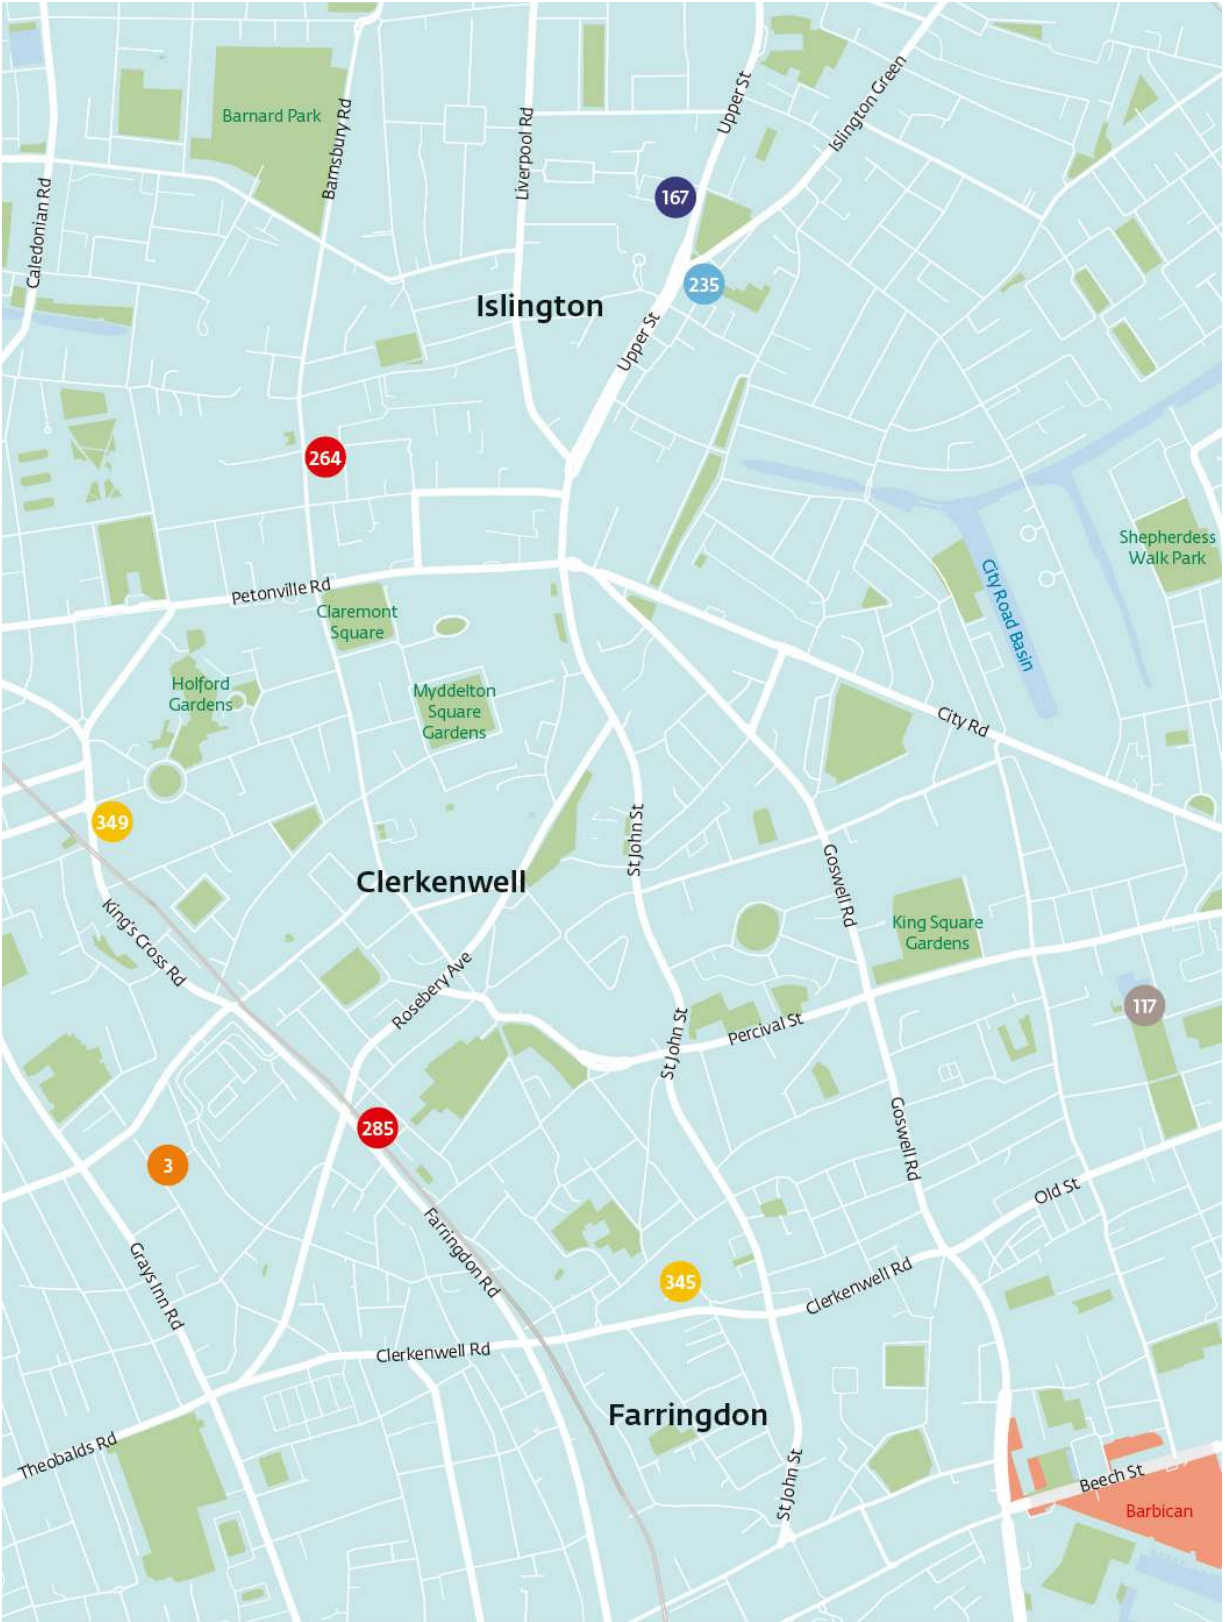 Barnard Park
Barnsbury Rd
Liverpool Rd
Upper St
Islington Green
Caledonian Rd
167
235
Islington
Upper St
264
Shepherdess
Walk Park
City Road Basin
Petonville Rd
Claremont
Square
Holford
Gardens
Myddelton
Square
Gardens
City Rd
349
St John St
Clerkenwell
Goswell Rd
King Square
Gardens
King's Cross Rd
Rosebery Ave
117
St John St
Percival St
285
Goswell Rd
3
Old St
Farringdon Rd
Grays Inn Rd
345
Clerkenwell Rd
Clerkenwell Rd
Farringdon
Theobalds Rd
St John St
Beech St
Barbican